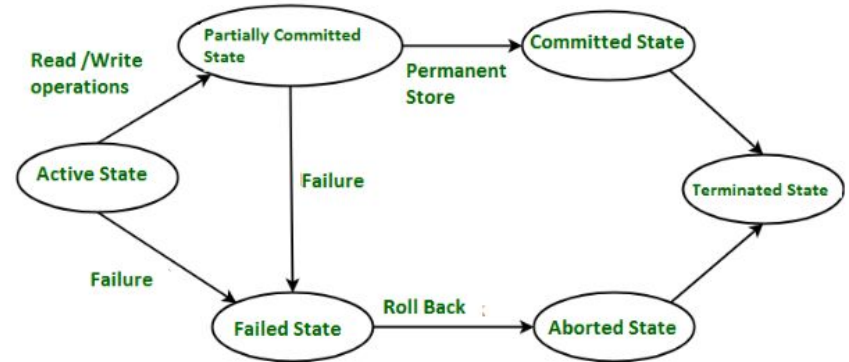 Partially Committed
State
Committed State
Read /Write
operations
Permanent
Store
Active State
Failure
Terminated State
Failure
Roll Back
Failed State
Aborted State